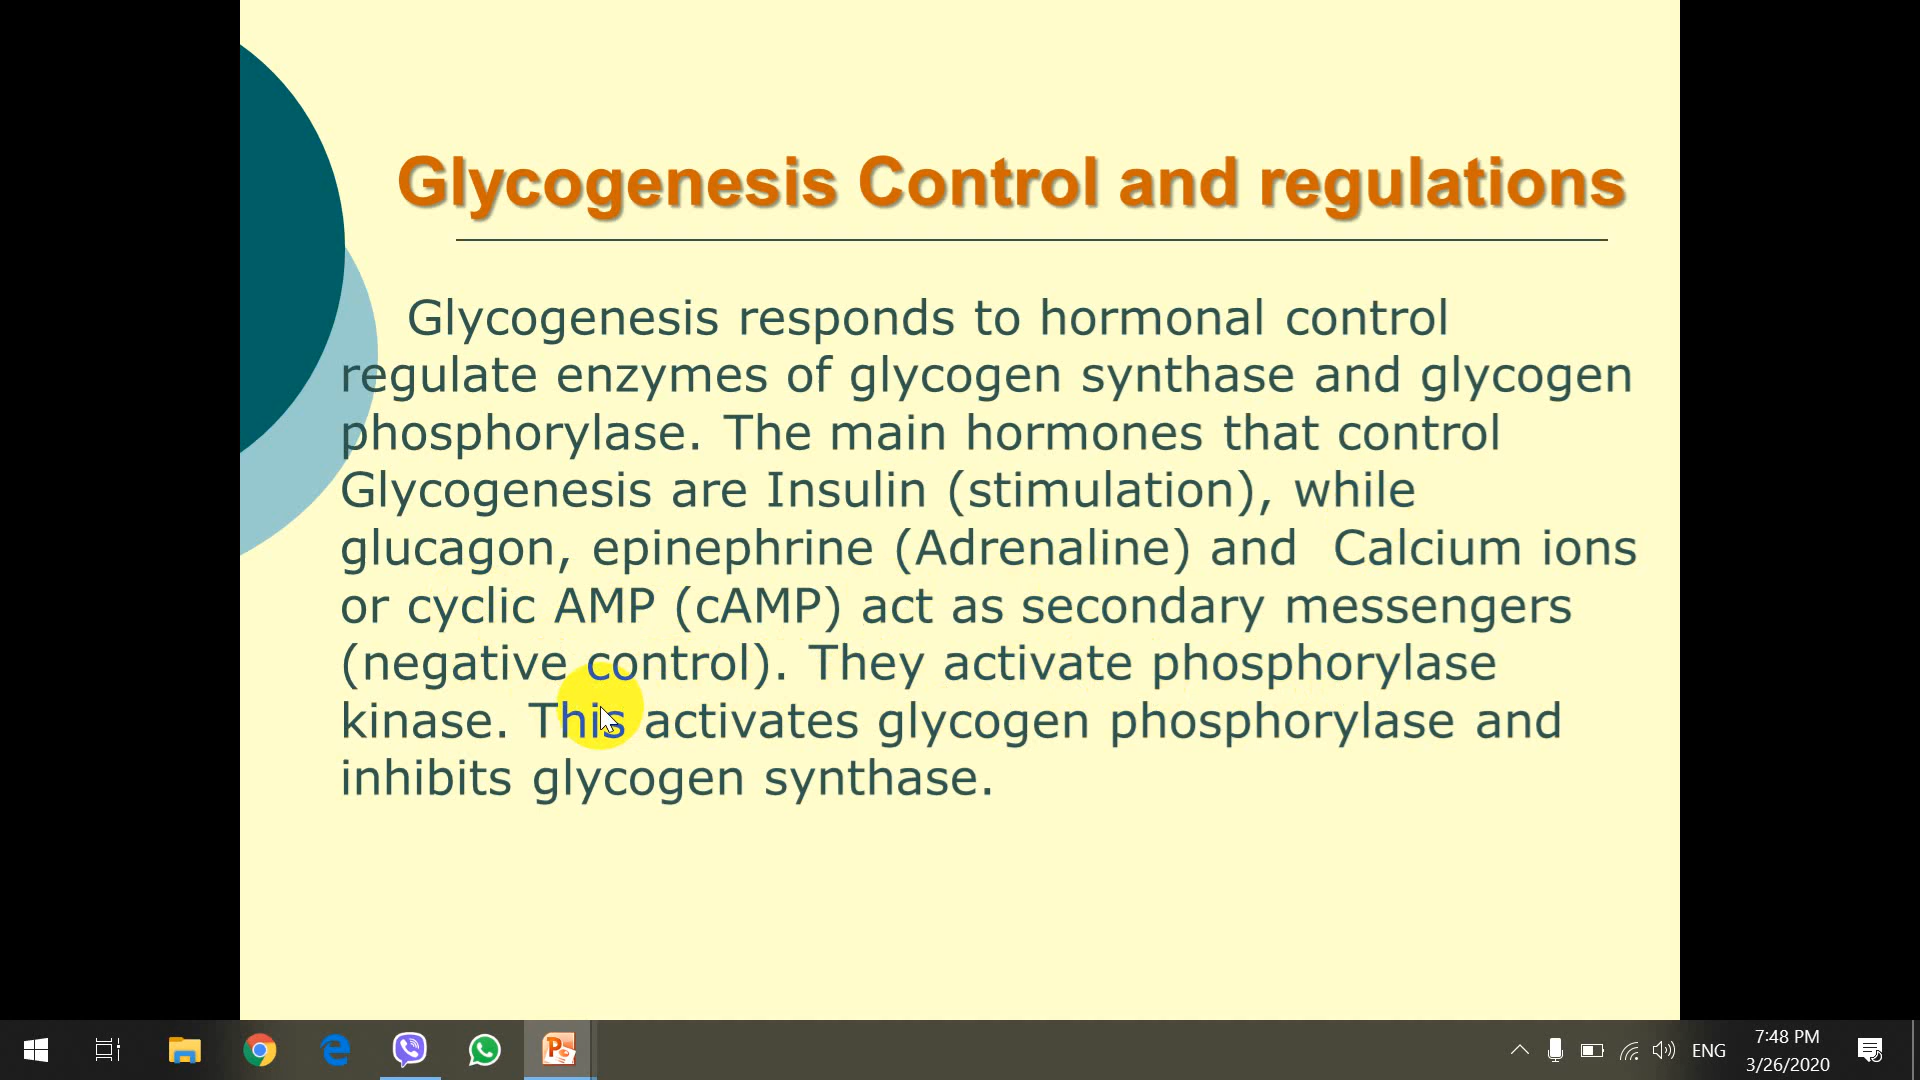 Glycogenesis Control and regulations
Glycogenesis responds to hormonal control
regulate enzymes of glycogen synthase and glycogen
phosphorylase. The main hormones that control
Glycogenesis are Insulin (stimulation), while
glucagon, epinephrine (Adrenaline) and  Calcium ions
or cyclic AMP (cAMP) act as secondary messengers
(negative control). They activate phosphorylase
kinase. This activates glycogen phosphorylase and
inhibits glycogen synthase.
ENG
7:48 PM
3/26/2020